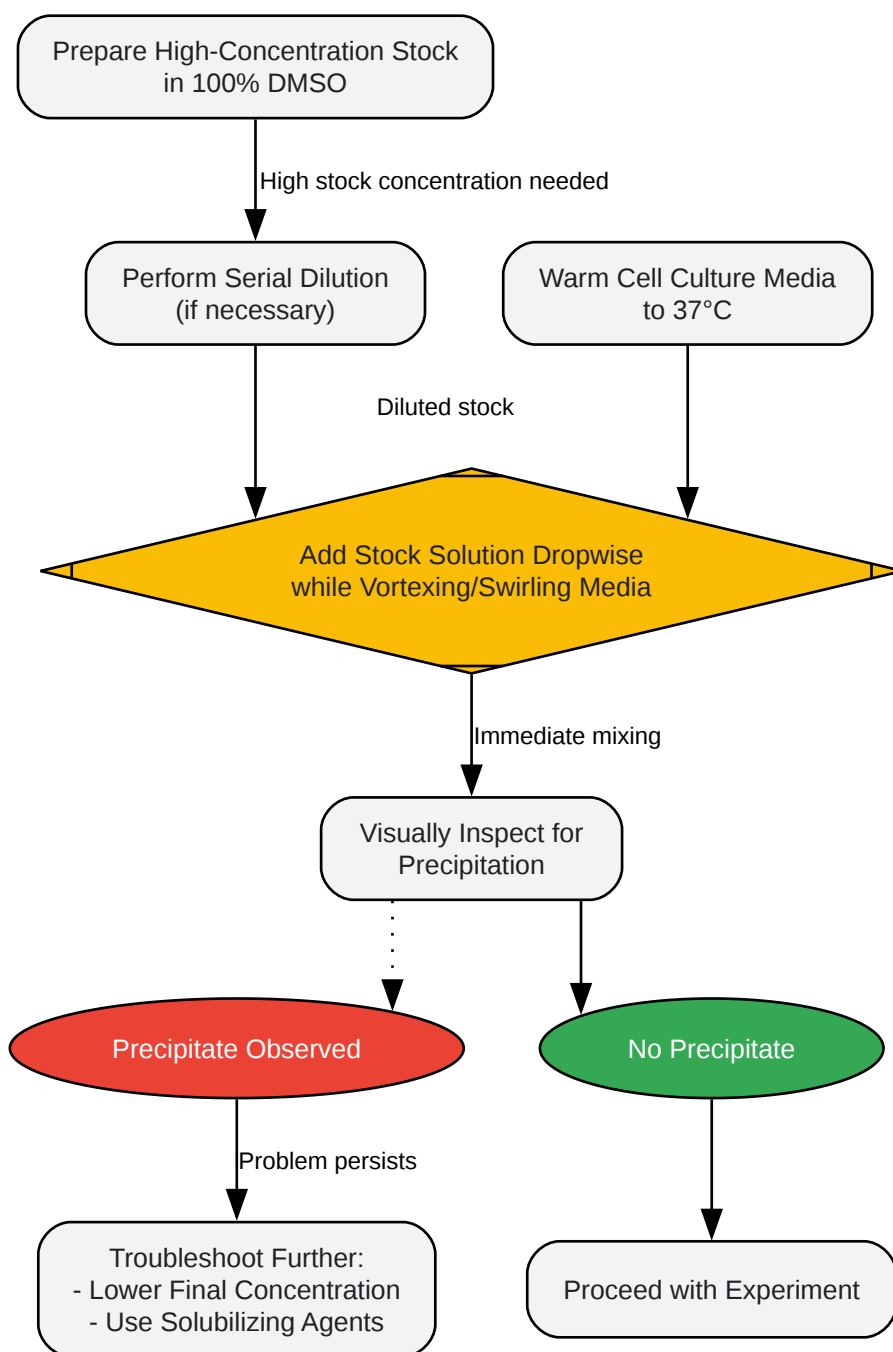 Prepare High-Concentration Stock
in 100% DMSO
High stock concentration needed
Perform Serial Dilution
(if necessary)
Warm Cell Culture Media
to 37°C
Diluted stock
Add Stock Solution Dropwise
while Vortexing/Swirling Media
Immediate mixing
Visually Inspect for
Precipitation
Precipitate Observed
No Precipitate
Problem persists
Troubleshoot Further:
- Lower Final Concentration
- Use Solubilizing Agents
Proceed with Experiment